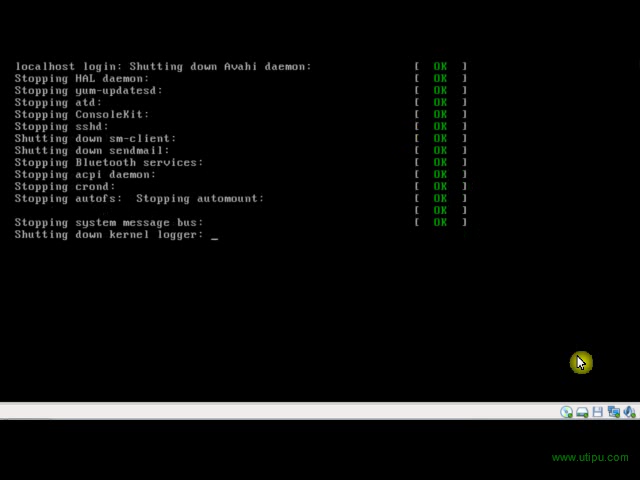 localhost login: Shutting down Avahi daemon: [ OK ]
Stopping HAL daemon: [ OK ]
Stopping yum-updatesd: [ OK ]
Stopping atd: [ OK ]
Stopping ConsoleKit: [ OK ]
Stopping sshd: [ OK ]
Shutting down sm-client: [ OK ]
Shutting down sendmail: [ OK ]
Stopping Bluetooth services: [ OK ]
Stopping acpi daemon: [ OK ]
Stopping crond: [ OK ]
Stopping autofs: Stopping automount: [ OK ]
[ OK ]
Stopping system message bus: [ OK ]
Shutting down kernel logger: _
www.utipu.com